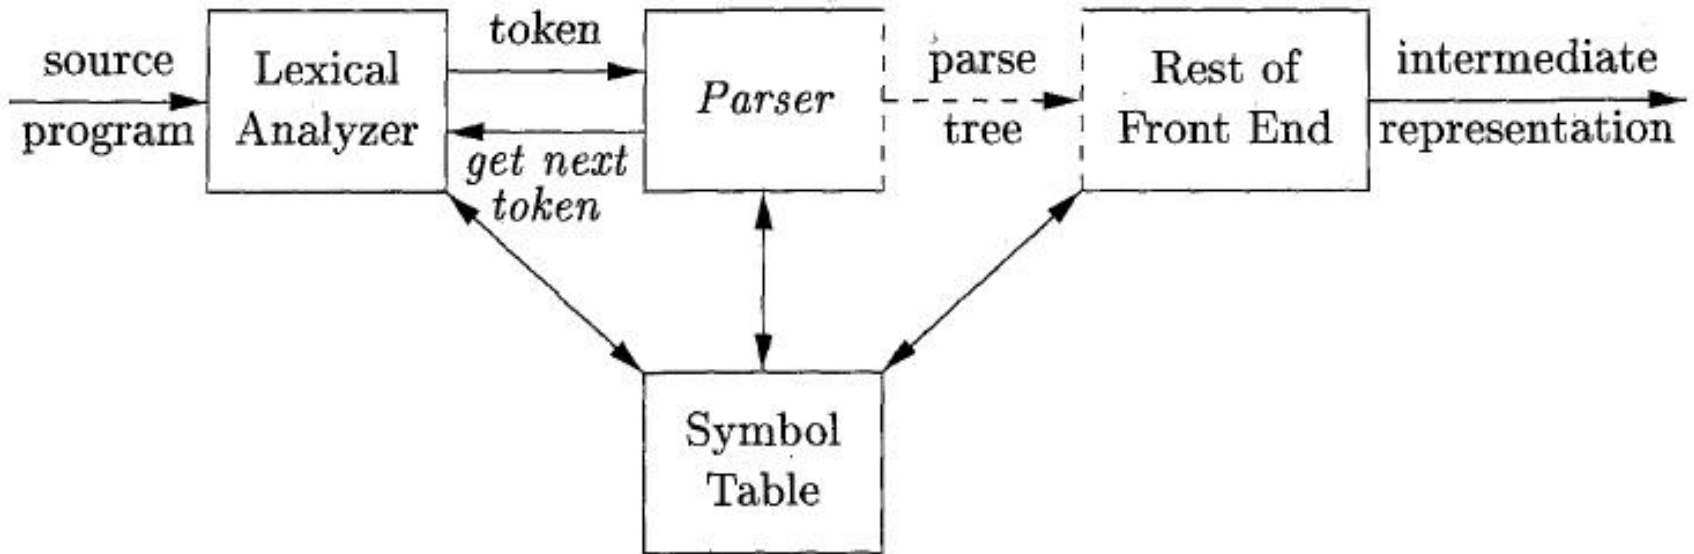 source
program
Lexical
Analyzer
token
get next
token
Parser
parse
tree
Rest of
Front End
intermediate
representation
Symbol
Table